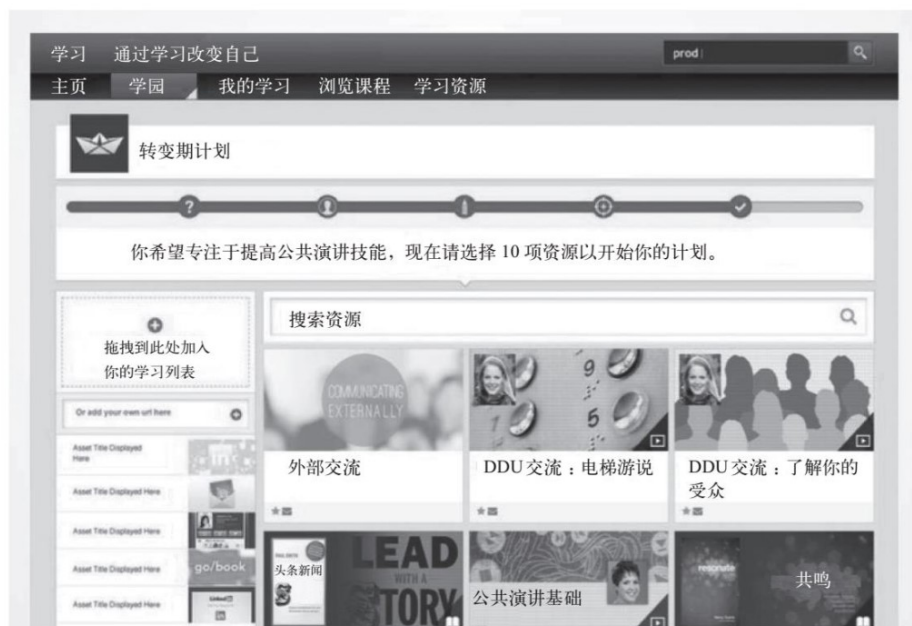 学习 通过学习改变自己
prod
主页 学园 我的学习 浏览课程 学习资源
转变期计划
?
你希望专注于提高公共演讲技能，现在请选择 10 项资源以开始你的计划。
拖拽到此处加入
你的学习列表
Or add your own url here
Asset Title Displayed
Here
Asset Title Displayed Here
Asset Title Displayed Here
Asset Title Displayed Here
go/book
Asset Title Displayed Here
LinkedIn
in
搜索资源
COMMUNICATING
EXTERNALLY
外部交流
9
5
DDU 交流：电梯游说
DDU 交流：了解你的
受众
头条新闻
LEAD
WITH A
STORY
公共演讲基础
resonate
共鸣